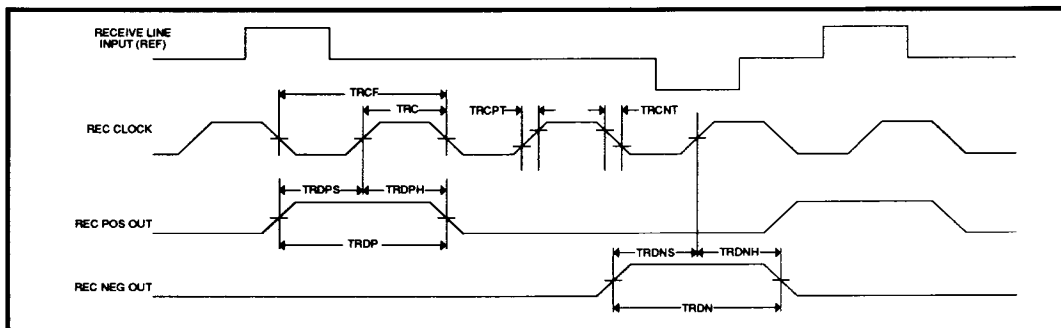 RECEIVE LINE
INPUT (REF)
TRCF
TRC
TRCPT
TRCNT
REC CLOCK
TRDPS
TRDPH
REC POS OUT
TRDP
TRDNS
TRDNH
REC NEG OUT
TRDN